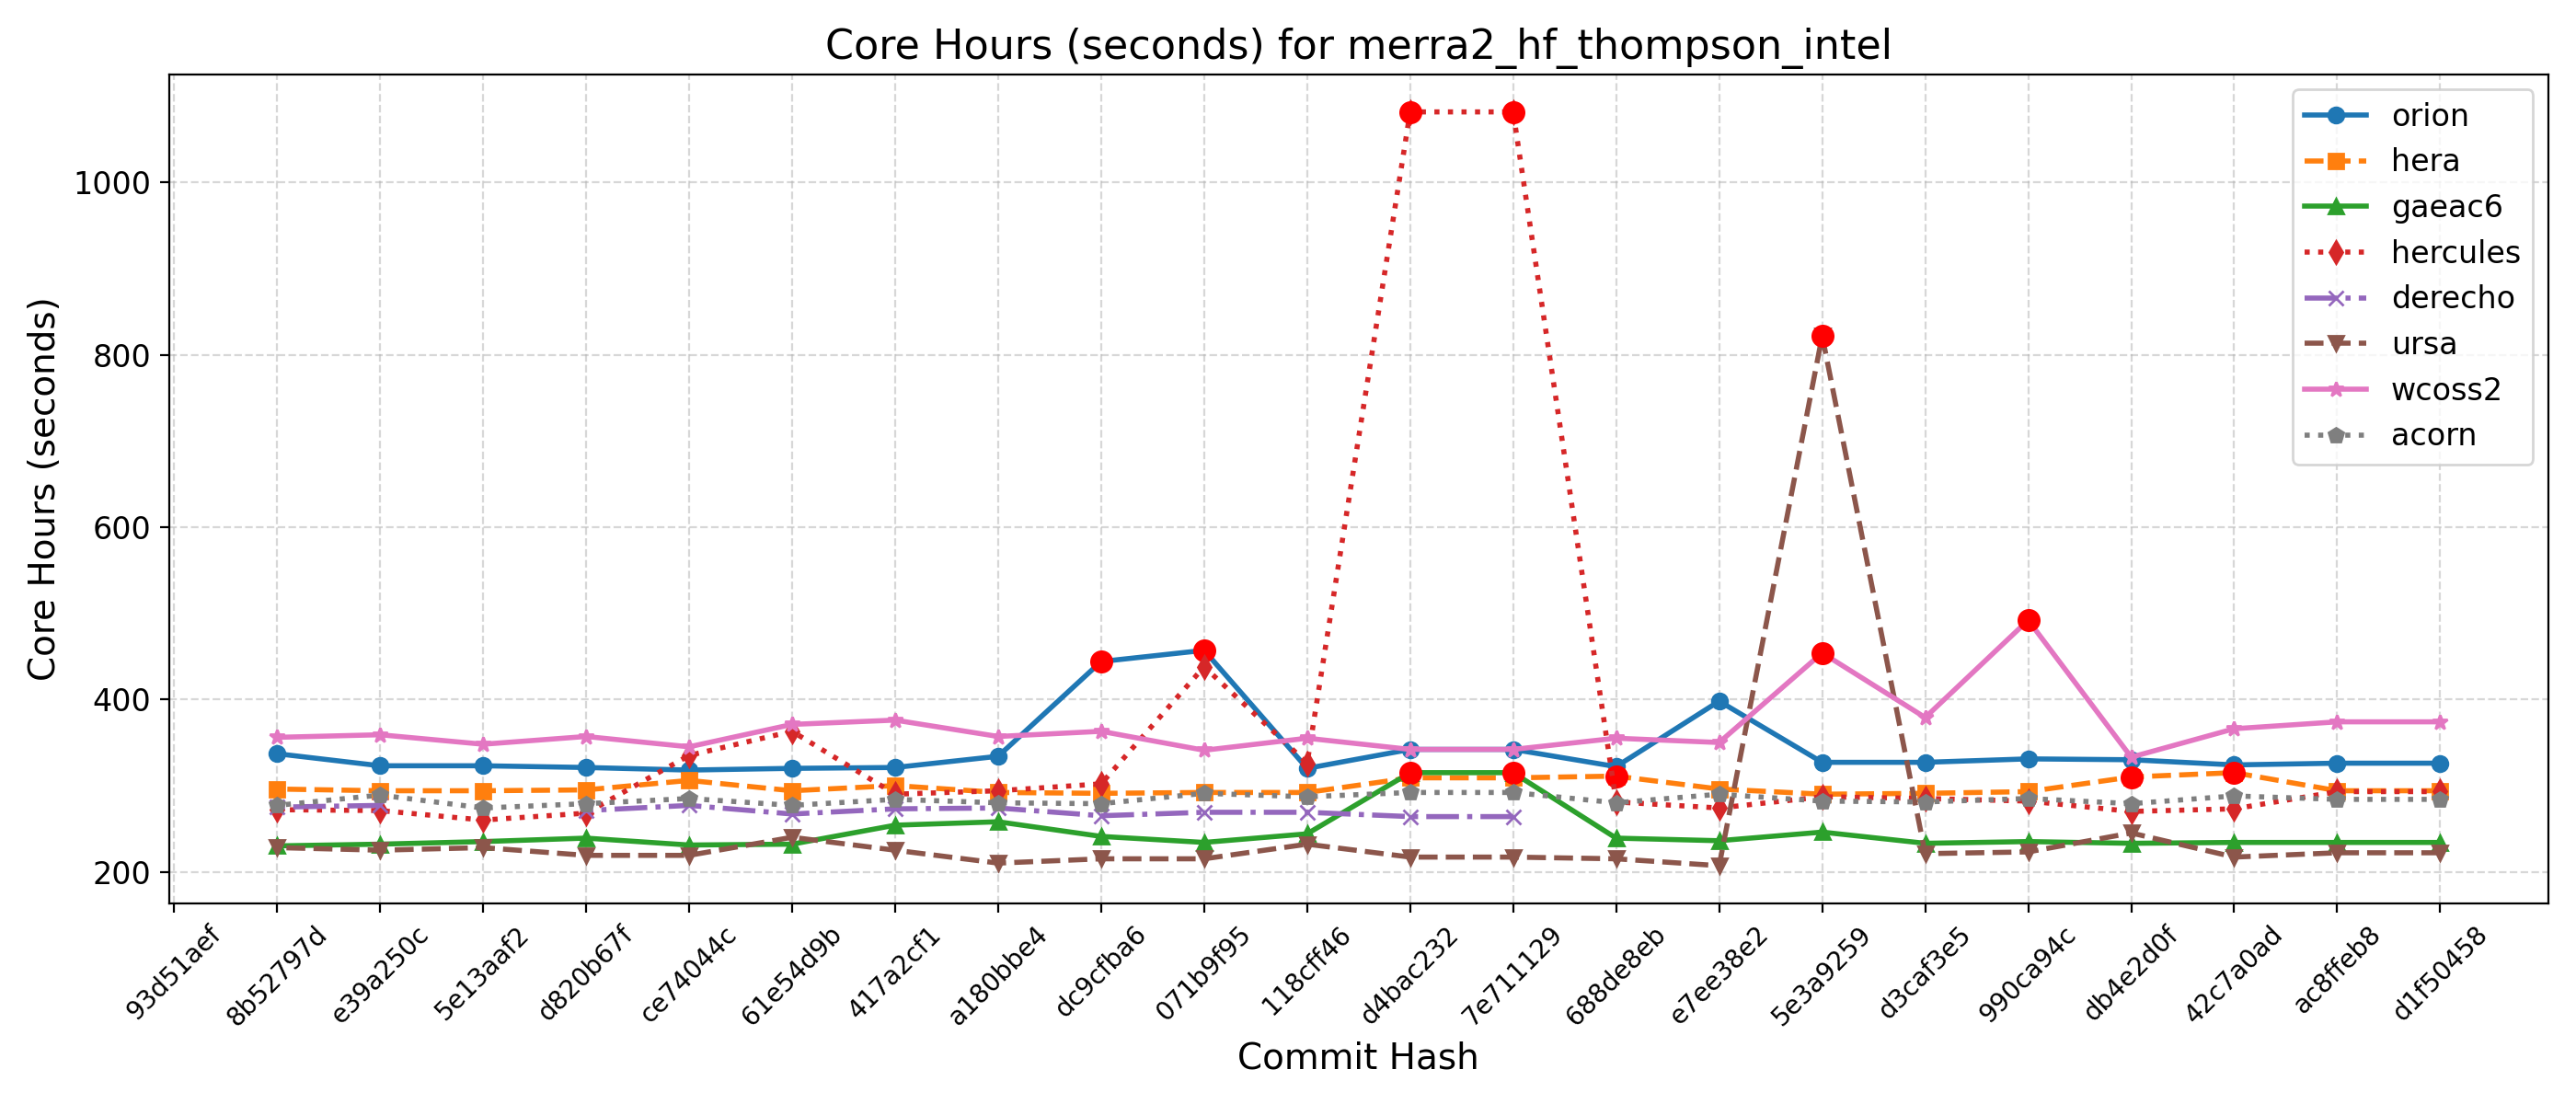 Core Hours (seconds) for merra2_hf_thompson_intel
Core Hours (seconds)
1000
800
600
400
200
orion
hera
gaeac6
hercules
derecho
ursa
wcoss2
acorn
93d51aef
8b52797d
e39a250c
5e13aaf2
d820b67f
ce74044c
61e54d9b
417a2cf1
a180bbe4
dc9cfba6
071b9f95
118cff46
d4bac232
7e711129
688de8eb
e7ee38e2
5e3a9259
d3caf3e5
990ca94c
db4e2d0f
42c7a0ad
ac8ffeb8
d1f50458
Commit Hash